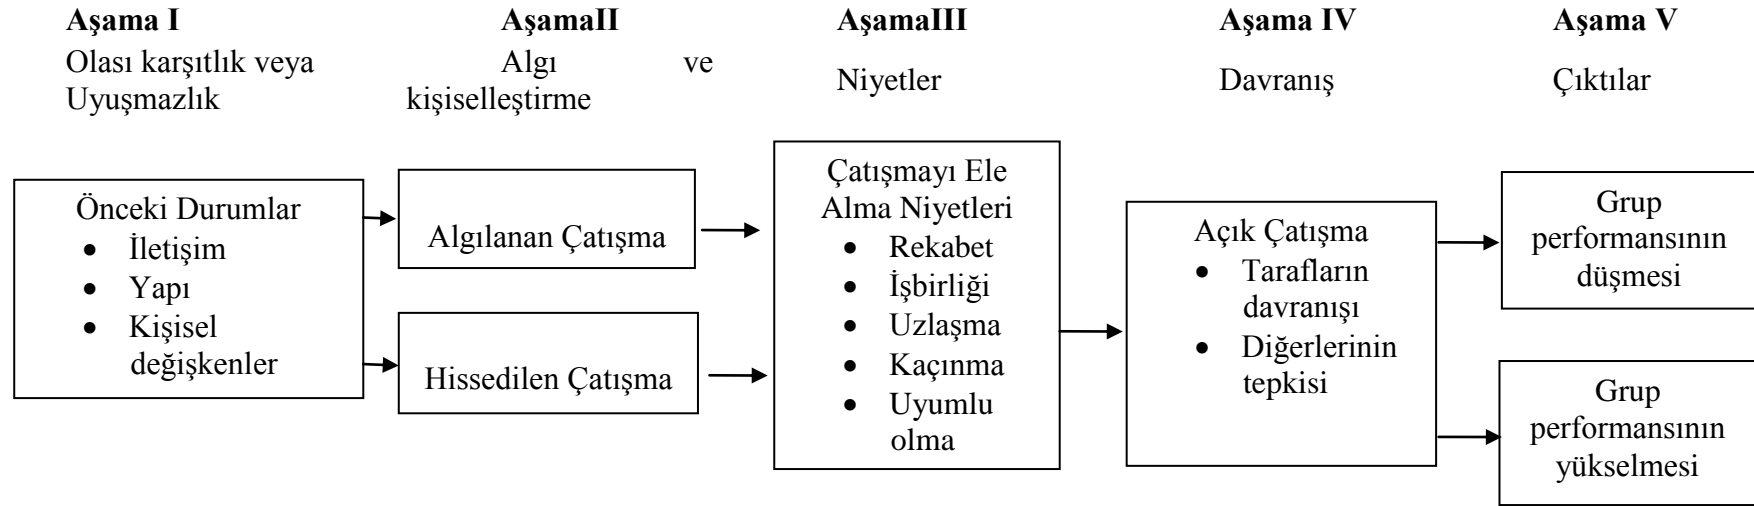 Aşama I
Olası karşıtlık veya
Uyuşmazlık
AşamaII
Algı ve
kişiselleştirme
AşamaIII
Niyetler
Aşama IV
Davranış
Aşama V
Çıktılar
Önceki Durumlar
• İletişim
• Yapı
• Kişisel
değişkenler
Algılanan Çatışma
Hissedilen Çatışma
Çatışmayı Ele
Alma Niyetleri
• Rekabet
• İşbirliği
• Uzlaşma
• Kaçınma
• Uyumlu
olma
Açık Çatışma
• Tarafların
davranışı
• Diğerlerinin
tepkisi
Grup
performansının
düşmesi
Grup
performansının
yükselmesi